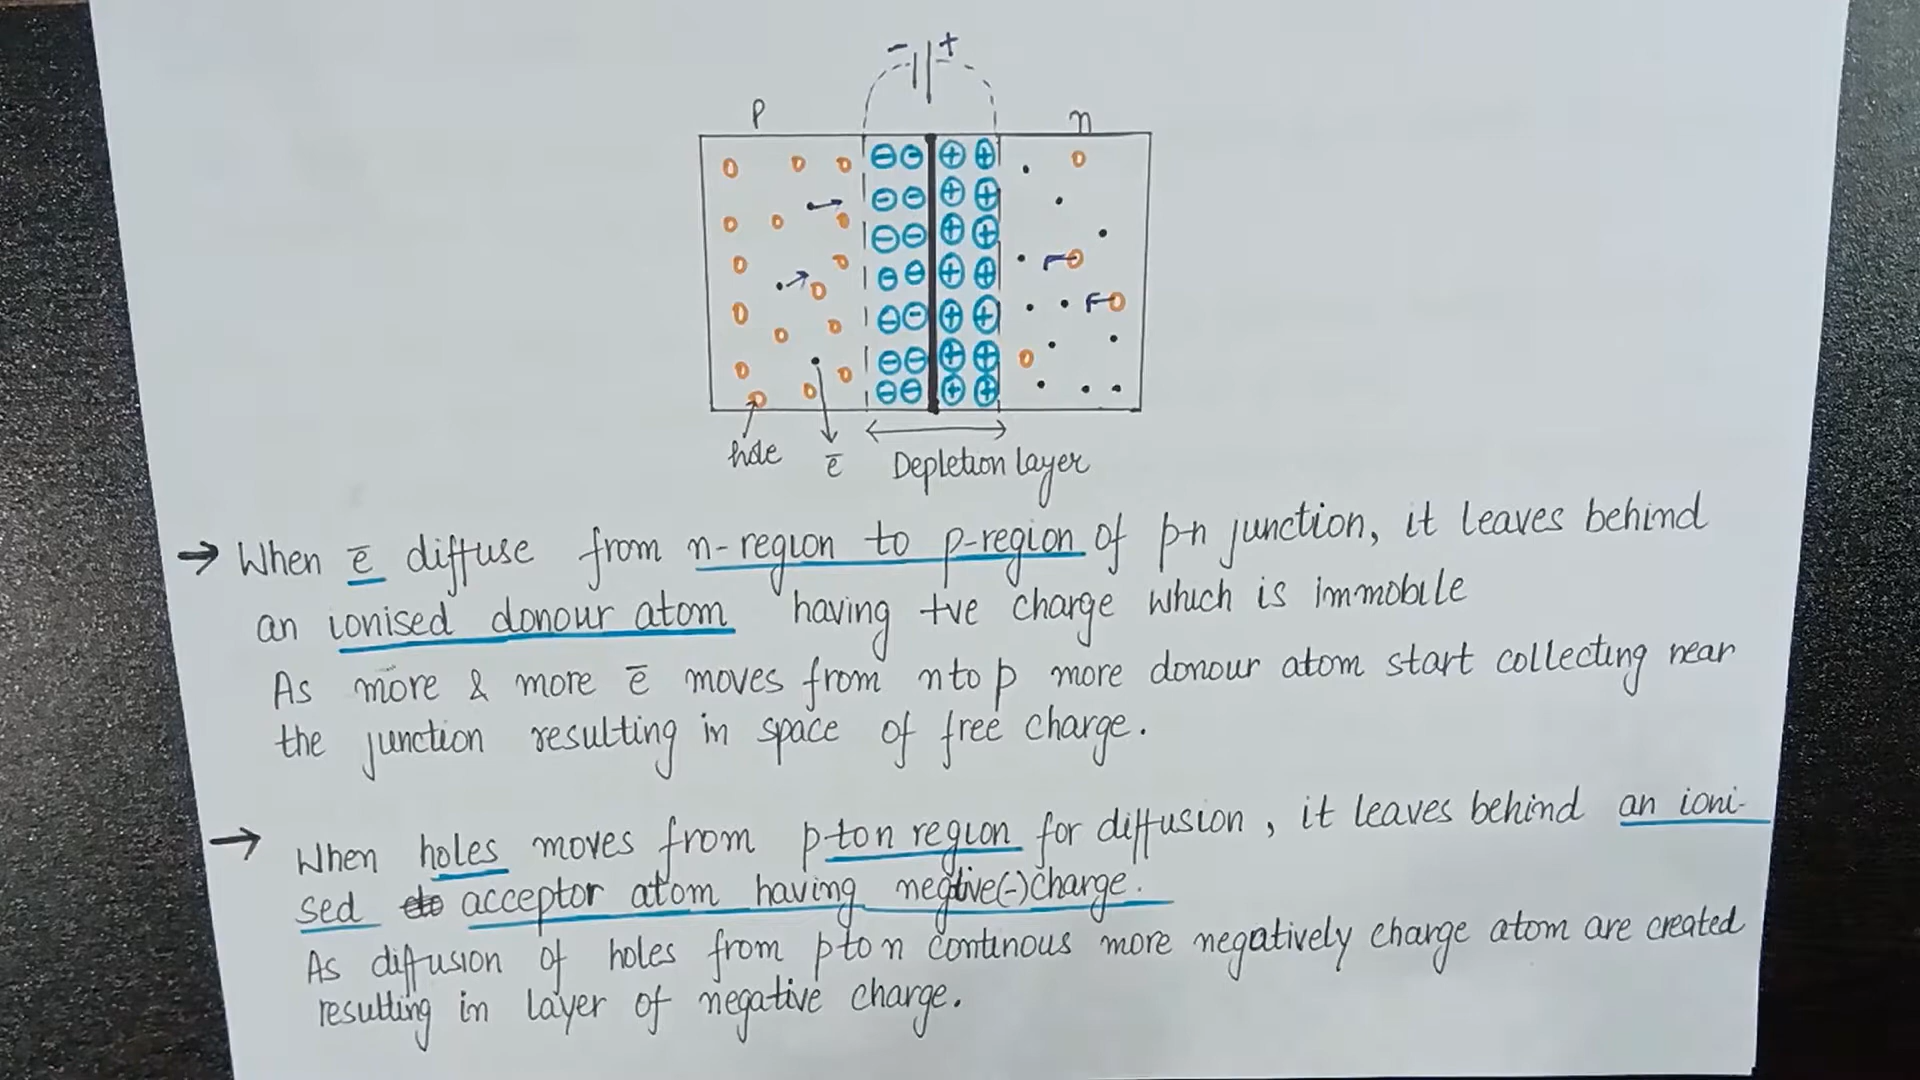 - +
p n
hole e̅ Depletion layer
→ When e̅ diffuse from n-region to p-region of p-n junction, it leaves behind
an ionised donour atom having +ve charge which is immobile
As more & more e̅ moves from n to p more donour atom start collecting near
the junction resulting in space of free charge.
→ When holes moves from p to n region for diffusion, it leaves behind an ioni-
sed acceptor atom having negtive(-) charge.
As diffusion of holes from p to n continous more negatively charge atom are created
resulting in layer of negative charge.